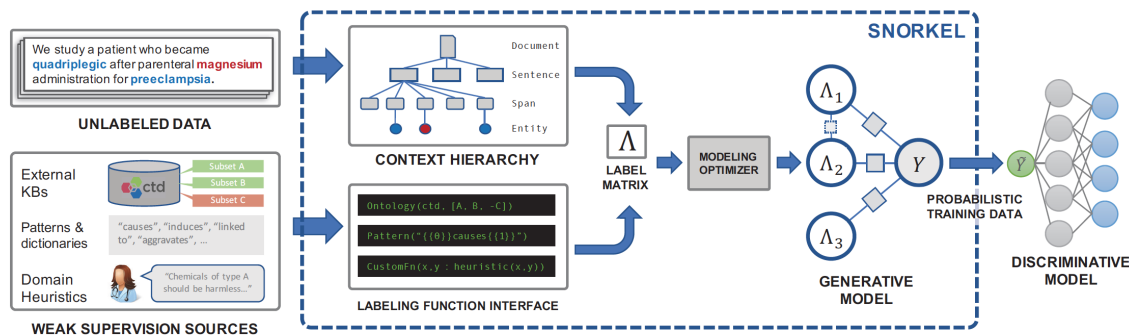 We study a patient who became
quadriplegic after parenteral magnesium
administration for preeclampsia.
UNLABELED DATA
External
KBs
ctd
Subset A
Subset B
Subset C
Patterns &
dictionaries
“causes”, “induces”, “linked
to”, “aggravates”, …
Domain
Heuristics
“Chemicals of type A
should be harmless…”
WEAK SUPERVISION SOURCES
SNORKEL
Document
Sentence
Span
Entity
CONTEXT HIERARCHY
Ontology(ctd, [A, B, -C])
Pattern("{{0}}causes{{1}}")
CustomFn(x,y : heuristic(x,y))
LABELING FUNCTION INTERFACE
Λ
LABEL
MATRIX
MODELING
OPTIMIZER
Λ1
Λ2
Λ3
Y
GENERATIVE
MODEL
PROBABILISTIC
TRAINING DATA
Ỹ
DISCRIMINATIVE
MODEL